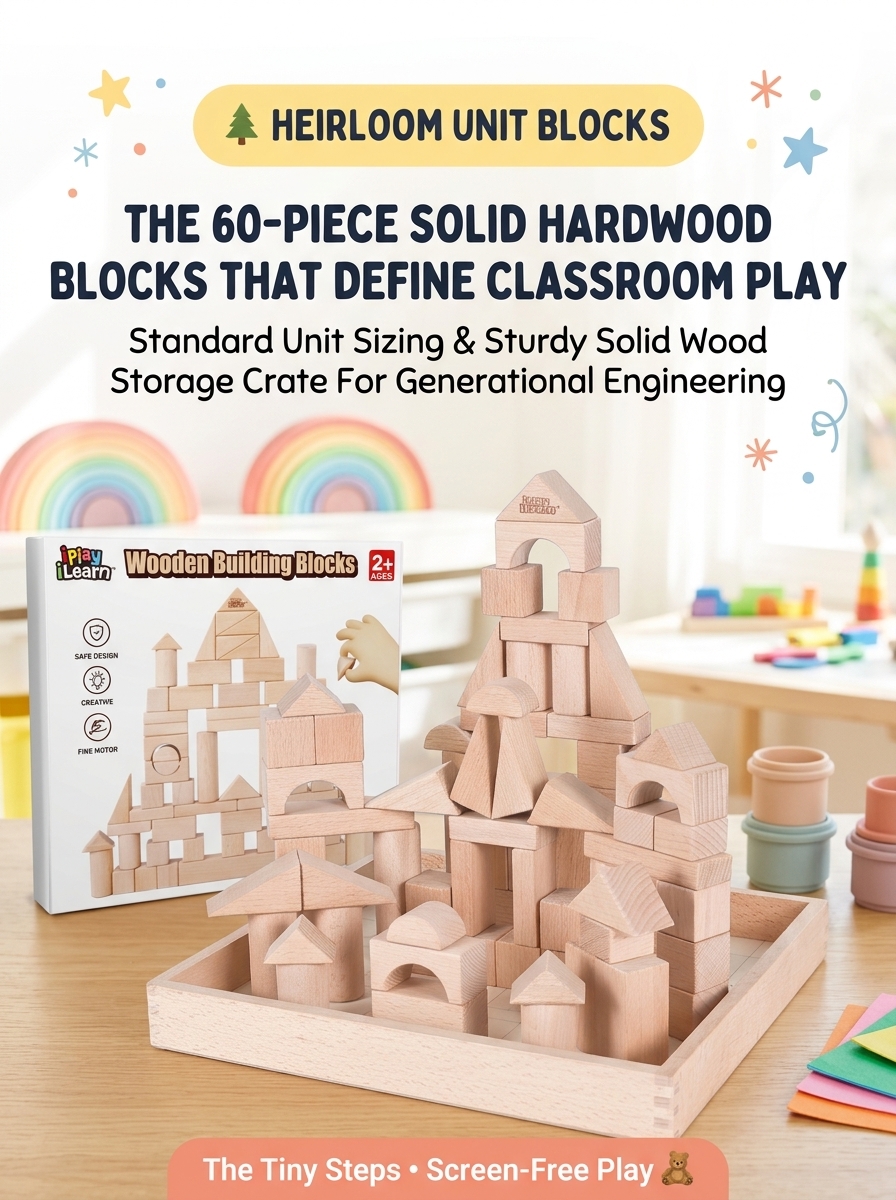 🌲 HEIRLOOM UNIT BLOCKS
THE 60-PIECE SOLID HARDWOOD
BLOCKS THAT DEFINE CLASSROOM PLAY
Standard Unit Sizing & Sturdy Solid Wood
Storage Crate For Generational Engineering
iPlay
iLearn™
Wooden Building Blocks
2+
AGES
SAFE DESIGN
CREATWE
FINE MOTOR
The Tiny Steps • Screen-Free Play 🧸